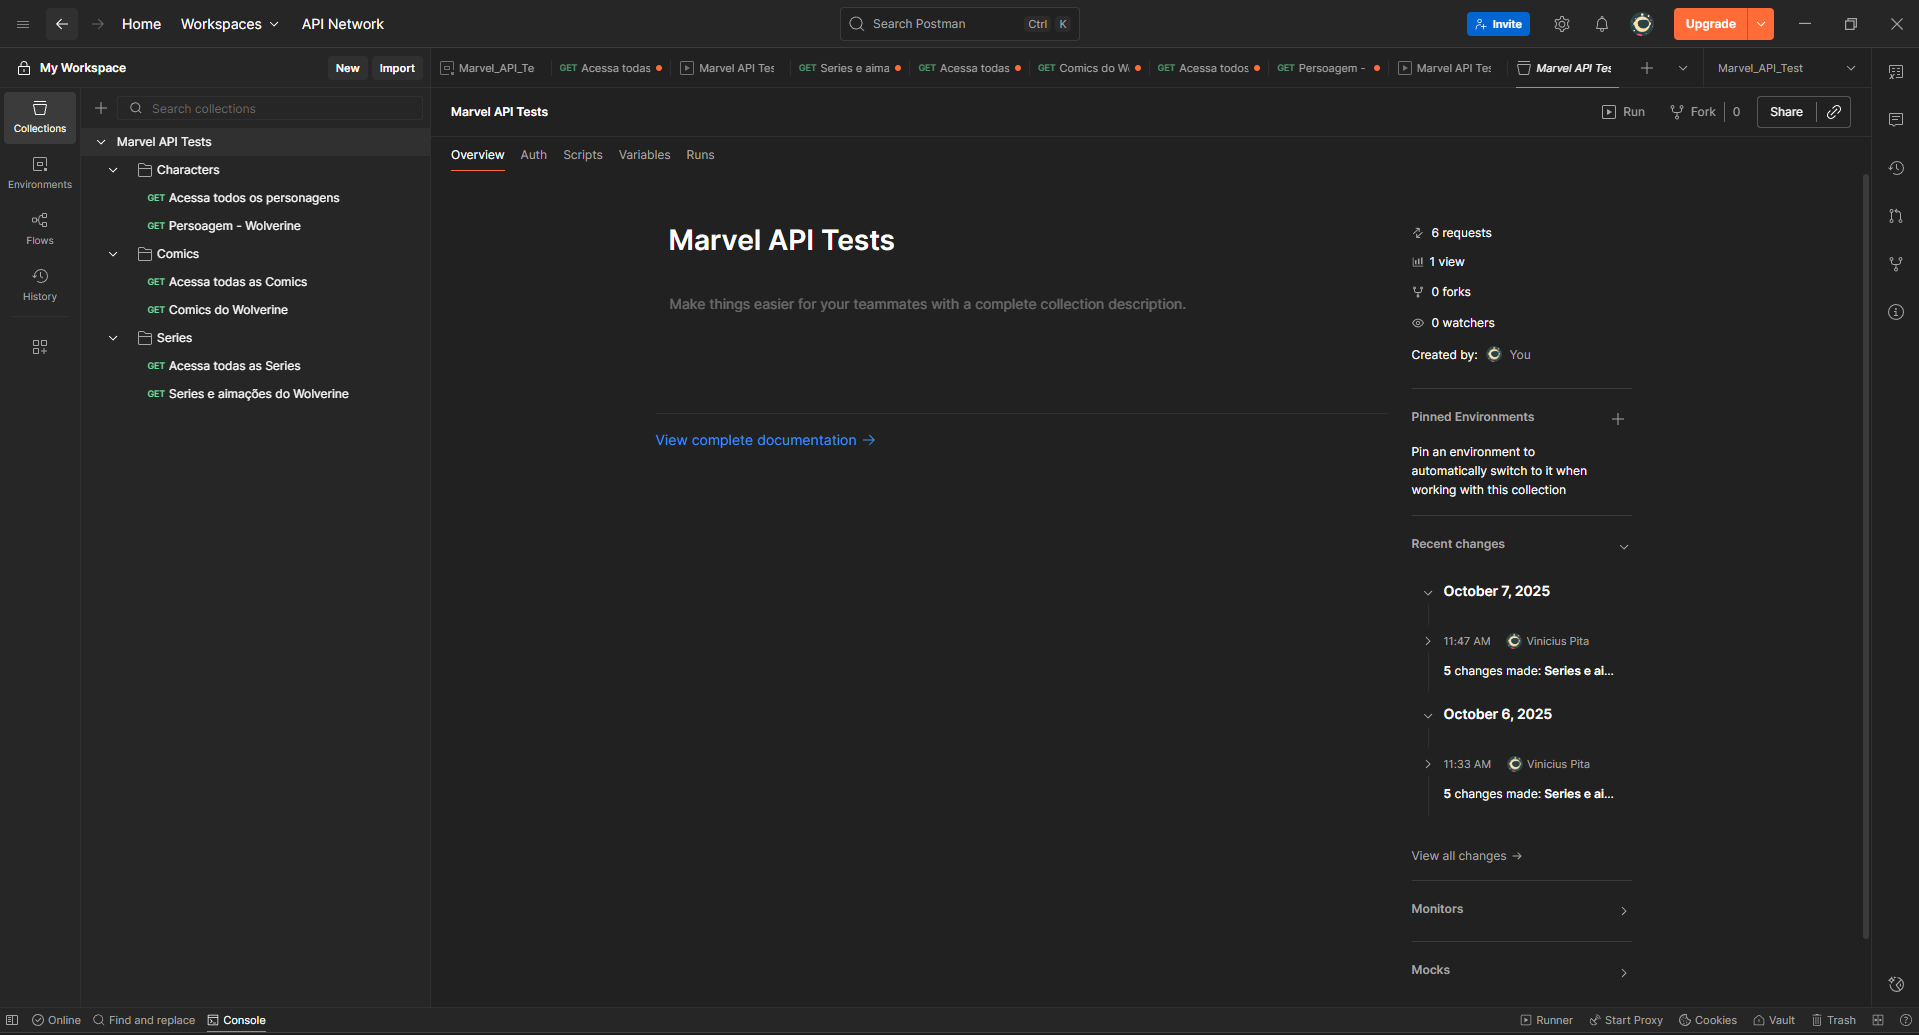 Home Workspaces API Network Search Postman Ctrl K Invite Upgrade
My Workspace New Import Marvel_API_Te GET Acessa todas Marvel API Tes GET Series e aima GET Acessa todas GET Comics do W GET Acessa todos GET Persoagem - Marvel API Tes Marvel API Tes Marvel_API_Test
Collections
Environments
Flows
History
Search collections
Marvel API Tests
Characters
GET Acessa todos os personagens
GET Persoagem - Wolverine
Comics
GET Acessa todas as Comics
GET Comics do Wolverine
Series
GET Acessa todas as Series
GET Series e aimações do Wolverine
Marvel API Tests Run Fork 0 Share
Overview Auth Scripts Variables Runs
Marvel API Tests
Make things easier for your teammates with a complete collection description.
View complete documentation →
6 requests
1 view
0 forks
0 watchers
Created by: You
Pinned Environments
Pin an environment to
automatically switch to it when
working with this collection
Recent changes
October 7, 2025
11:47 AM Vinicius Pita
5 changes made: Series e ai...
October 6, 2025
11:33 AM Vinicius Pita
5 changes made: Series e ai...
View all changes →
Monitors
Mocks
Online Find and replace Console Runner Start Proxy Cookies Vault Trash